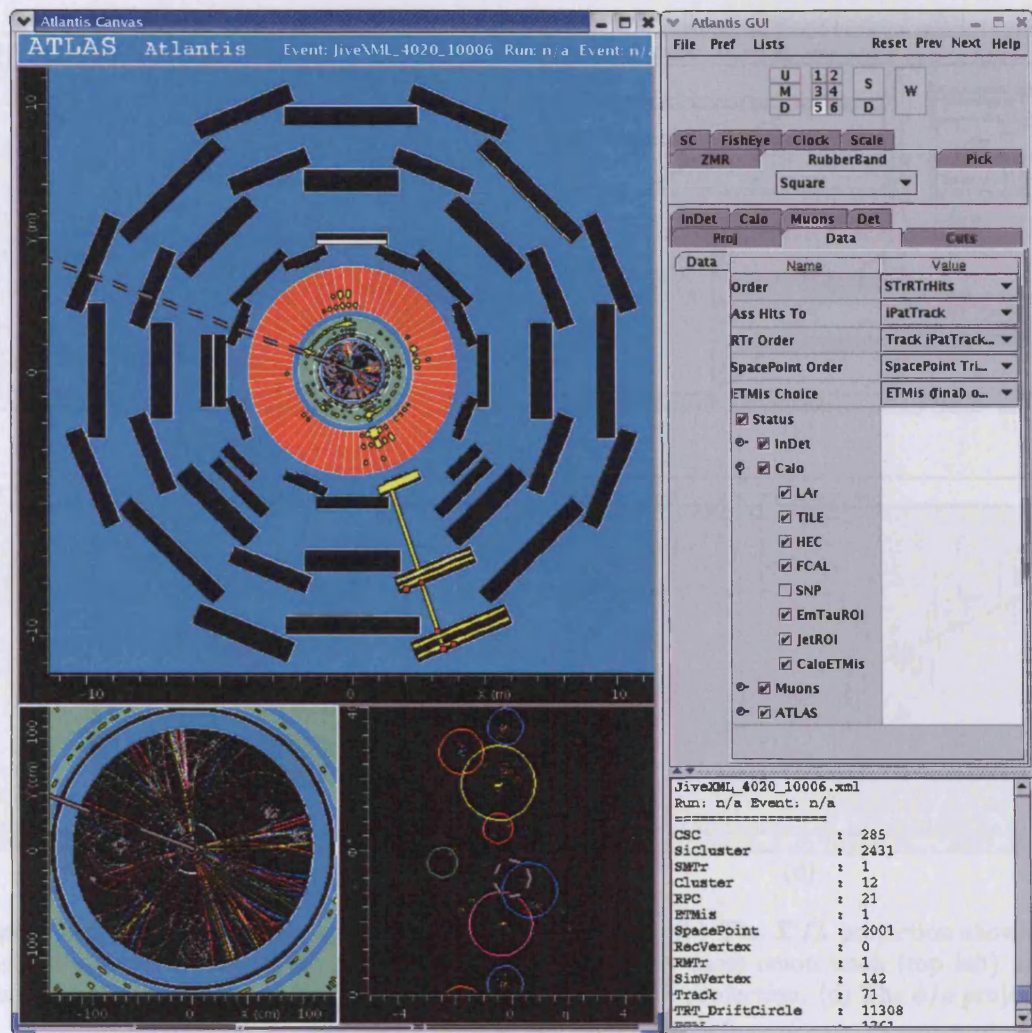 Atlantis Canvas
ATLAS Atlantis Event: JiveXML_4020_10006 Run: n/a Event: n/a
10
Y (m)
0
-10
-10 0 X (m) 10
100
(cm)
0
-100
-100 0 X (cm) 100
0
-4 0 η 4
Atlantis GUI
File Pref Lists Reset Prev Next Help
U 1 2
M 3 4 S W
D 5 6 D
SC FishEye Clock Scale
ZMR RubberBand Pick
Square
InDet Calo Muons Det
Proj Data Cuts
Data
Name Value
Order STrRTrHits
Ass Hits To iPatTrack
RTr Order Track iPatTrack...
SpacePoint Order SpacePoint Tri...
ETMis Choice ETMis (final) o...
Status
InDet
Calo
LAr
TILE
HEC
FCAL
SNP
EmTauROI
JetROI
CaloETMis
Muons
ATLAS
JiveXML_4020_10006.xml
Run: n/a Event: n/a
==================
CSC : 285
SiCluster : 2431
SMTr : 1
Cluster : 12
RPC : 21
ETMis : 1
SpacePoint : 2001
RecVertex : 0
RMTr : 4
SimVertex : 142
Track : 71
TRT_DriftCircle : 11308